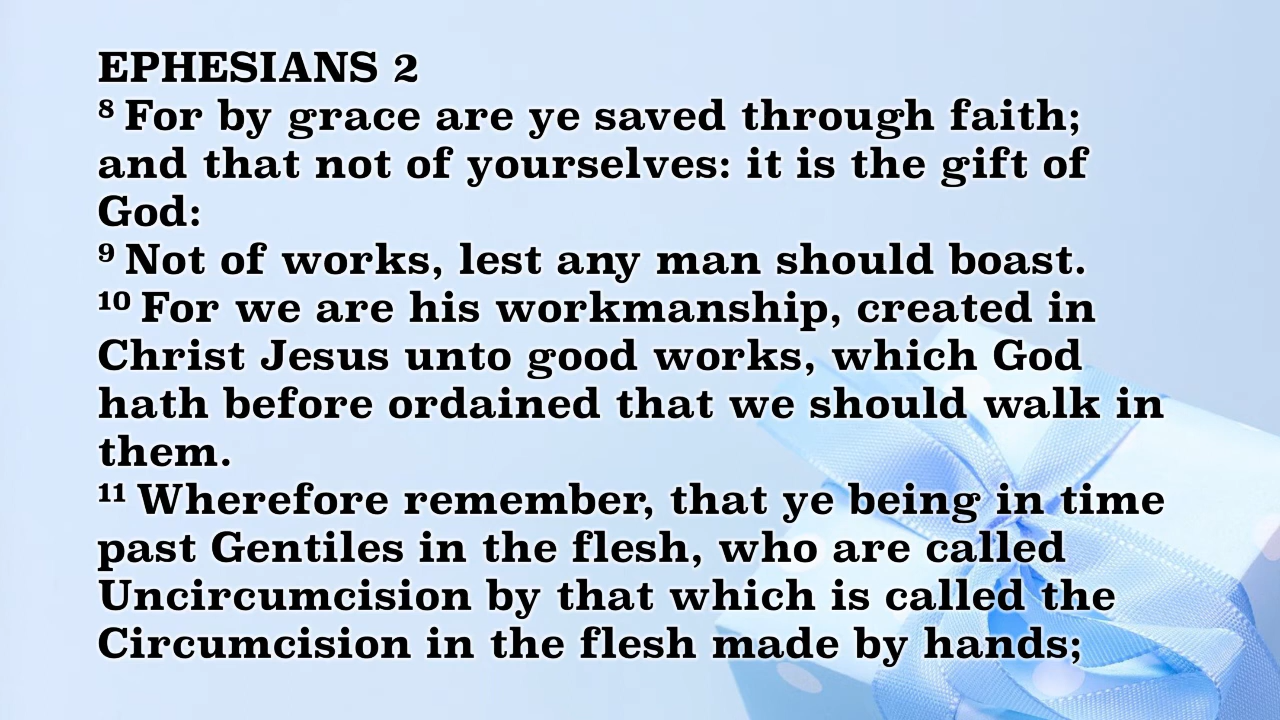 EPHESIANS 2
⁸ For by grace are ye saved through faith;
and that not of yourselves: it is the gift of
God:
⁹ Not of works, lest any man should boast.
¹⁰ For we are his workmanship, created in
Christ Jesus unto good works, which God
hath before ordained that we should walk in
them.
¹¹ Wherefore remember, that ye being in time
past Gentiles in the flesh, who are called
Uncircumcision by that which is called the
Circumcision in the flesh made by hands;